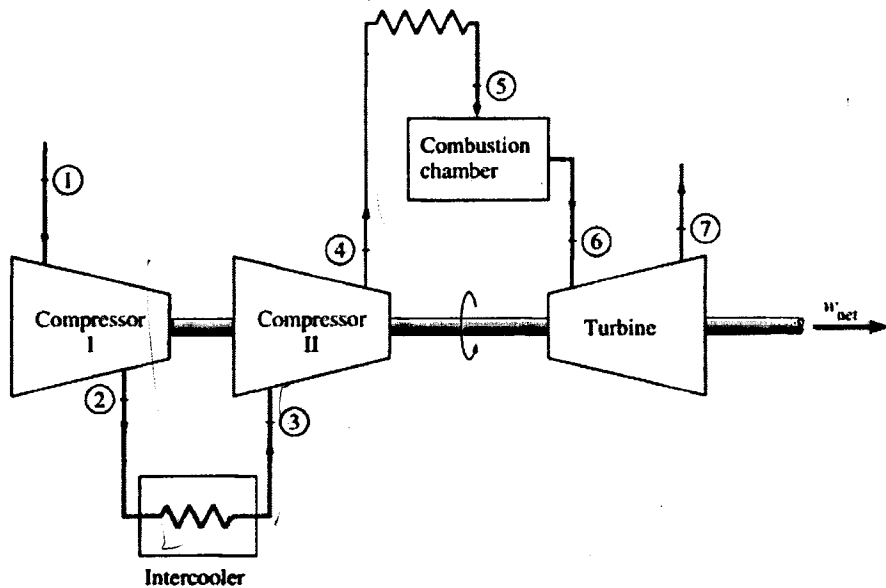 ⑤
Combustion
chamber
①
④
⑥
⑦
Compressor
I
Compressor
II
Turbine
w_net
②
③
Intercooler